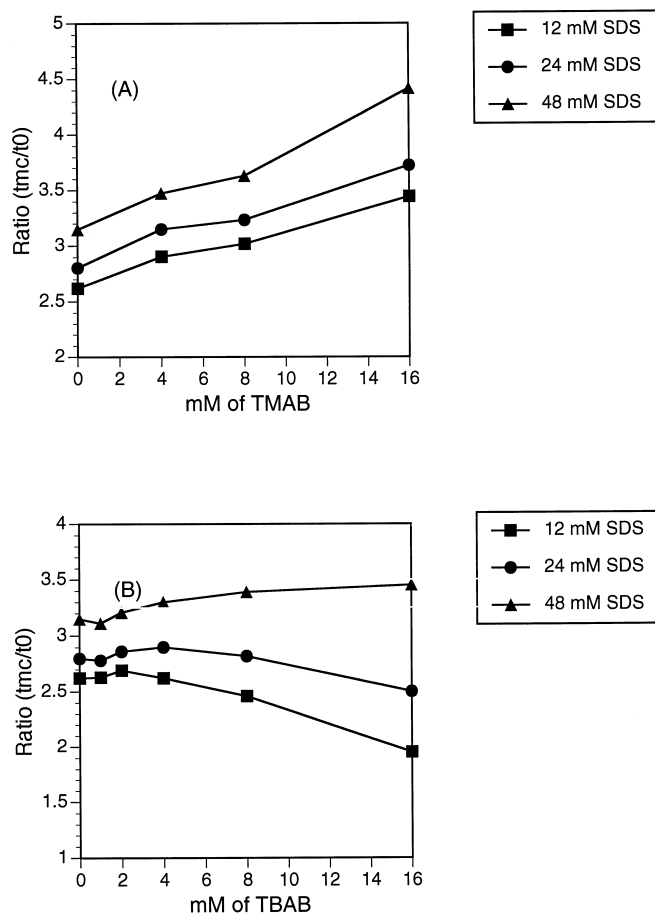 5
4.5
4
3.5
3
2.5
2
Ratio (tmc/t0)
(A)
0 2 4 6 8 10 12 14 16
mM of TMAB
12 mM SDS
24 mM SDS
48 mM SDS
4
3.5
3
2.5
2
1.5
1
Ratio (tmc/t0)
(B)
0 2 4 6 8 10 12 14 16
mM of TBAB
12 mM SDS
24 mM SDS
48 mM SDS